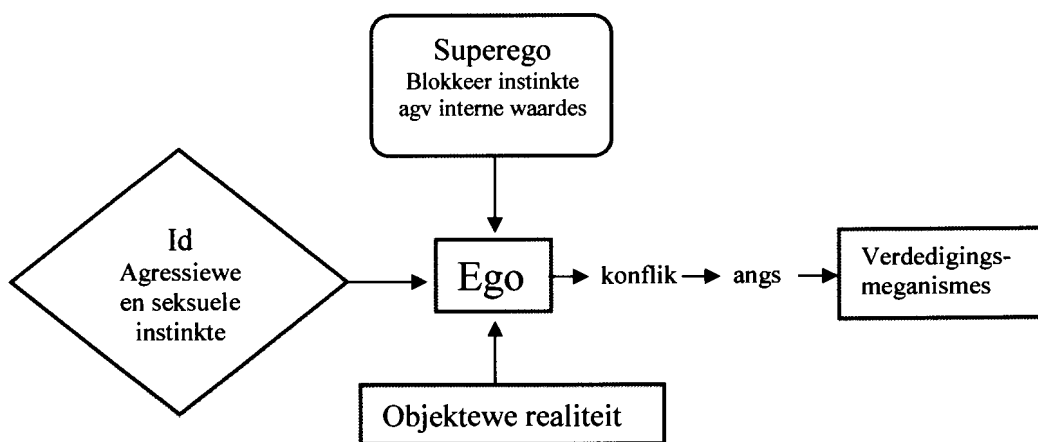 Superego
Blokkeer instinkte
agv interne waardes
Id
Agressiewe
en seksuele
instinkte
Ego
konflik
angs
Verdedigings-
meganismes
Objektewe realiteit